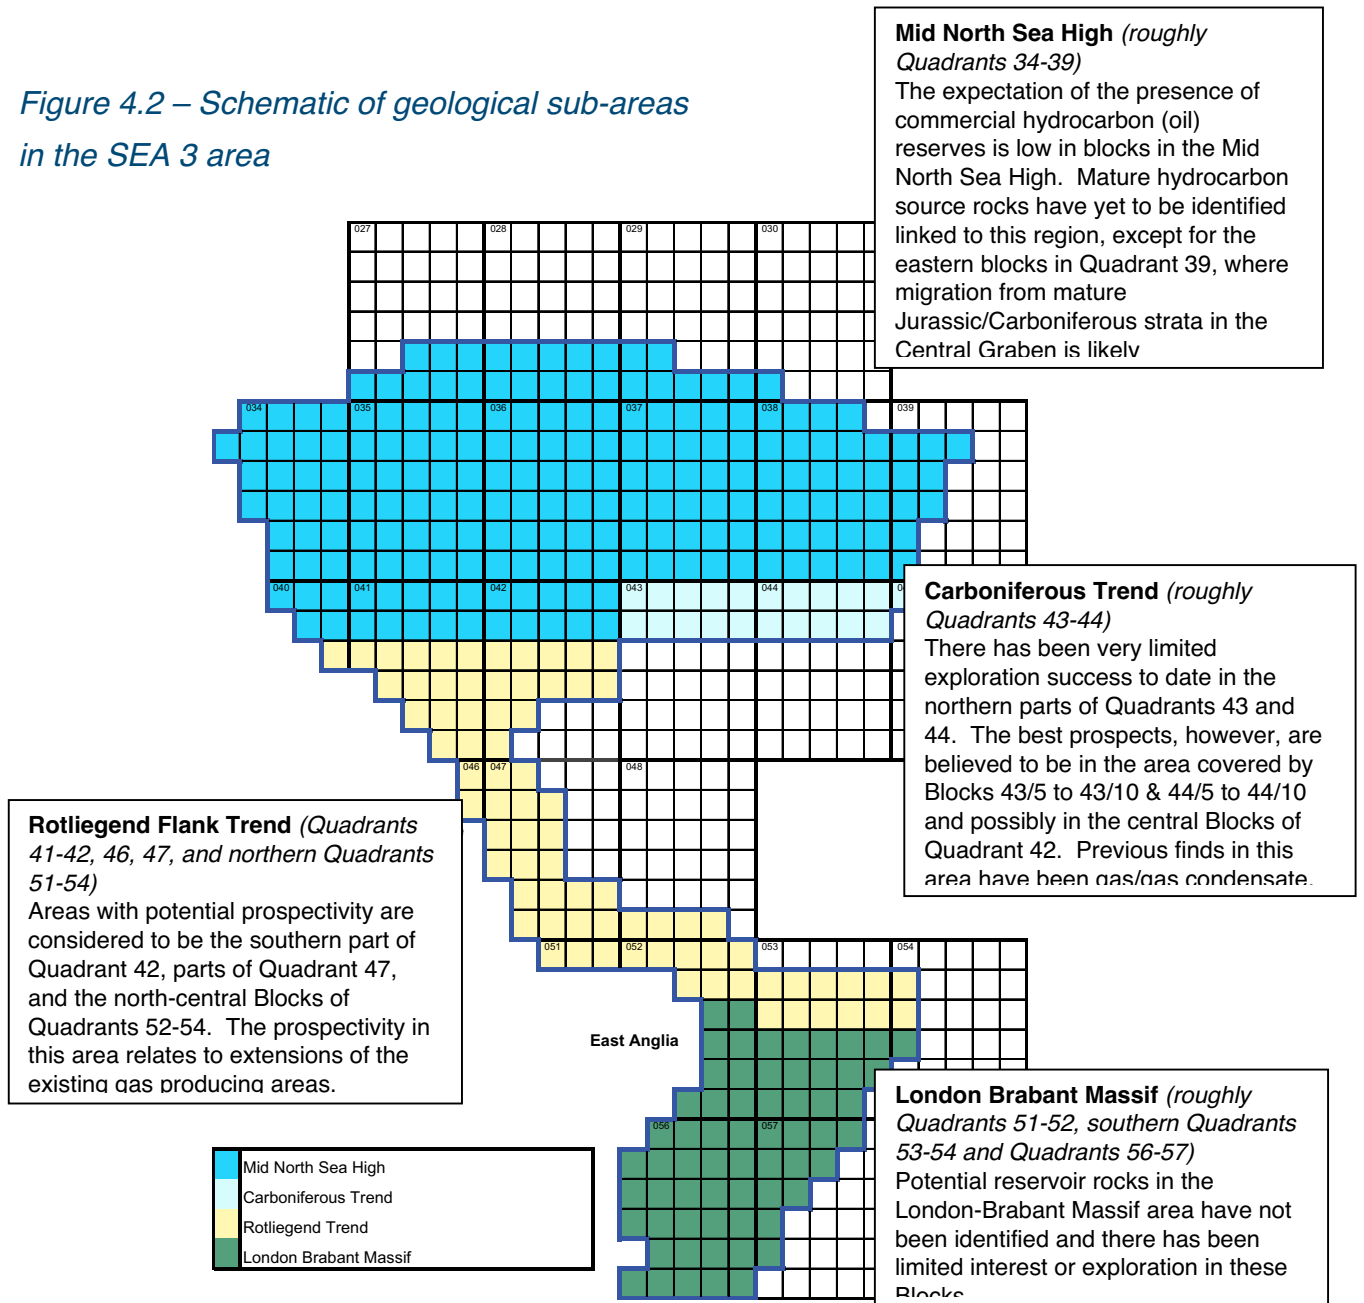 Figure 4.2 – Schematic of geological sub-areas
in the SEA 3 area
Mid North Sea High (roughly
Quadrants 34-39)
The expectation of the presence of
commercial hydrocarbon (oil)
reserves is low in blocks in the Mid
North Sea High. Mature hydrocarbon
source rocks have yet to be identified
linked to this region, except for the
eastern blocks in Quadrant 39, where
migration from mature
Jurassic/Carboniferous strata in the
Central Graben is likely
027 028 029 030
034 035 036 037 038 039
040 041 042 043 044
Carboniferous Trend (roughly
Quadrants 43-44)
There has been very limited
exploration success to date in the
northern parts of Quadrants 43 and
44. The best prospects, however, are
believed to be in the area covered by
Blocks 43/5 to 43/10 & 44/5 to 44/10
and possibly in the central Blocks of
Quadrant 42. Previous finds in this
area have been gas/gas condensate.
046 047 048
Rotliegend Flank Trend (Quadrants
41-42, 46, 47, and northern Quadrants
51-54)
Areas with potential prospectivity are
considered to be the southern part of
Quadrant 42, parts of Quadrant 47,
and the north-central Blocks of
Quadrants 52-54. The prospectivity in
this area relates to extensions of the
existing gas producing areas.
051 052 053 054
East Anglia
056 057
London Brabant Massif (roughly
Quadrants 51-52, southern Quadrants
53-54 and Quadrants 56-57)
Potential reservoir rocks in the
London-Brabant Massif area have not
been identified and there has been
limited interest or exploration in these
Blocks
Mid North Sea High
Carboniferous Trend
Rotliegend Trend
London Brabant Massif